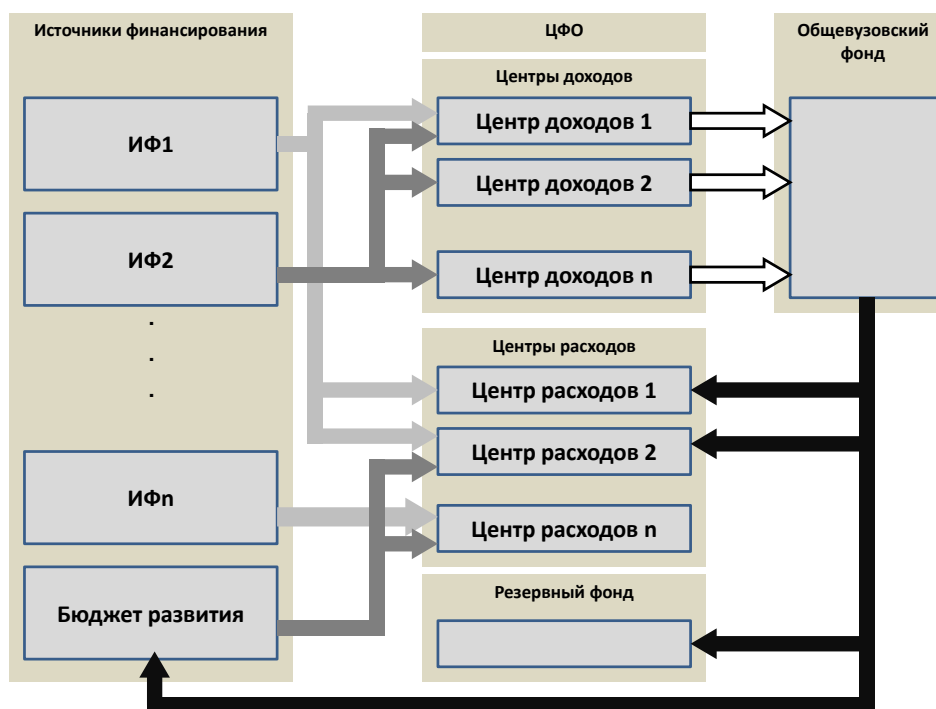 Источники финансирования
ИФ1
ИФ2
.
.
.
ИФn
Бюджет развития
ЦФО
Центры доходов
Центр доходов 1
Центр доходов 2
Центр доходов n
Центры расходов
Центр расходов 1
Центр расходов 2
Центр расходов n
Резервный фонд
Общевузовский
фонд